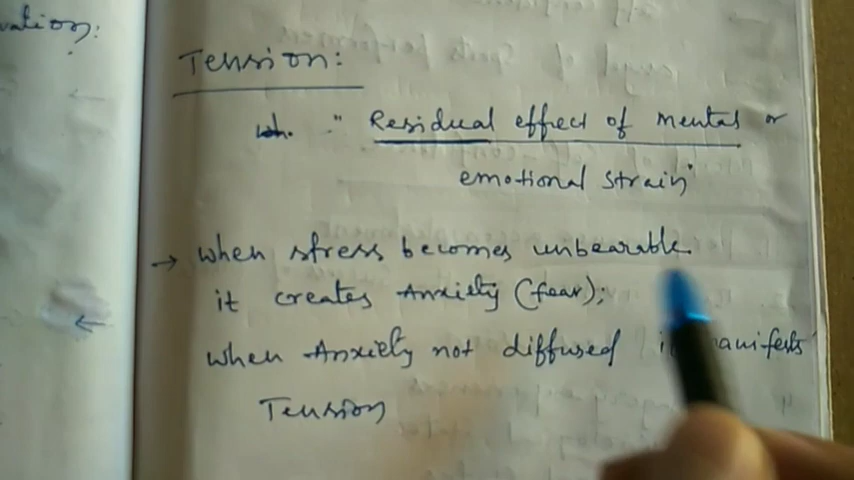 vation:
Tension:
" Residual effect of mental or
emotional strain"
→ when stress becomes unbearable
it creates Anxiety (fear);
when Anxiety not diffused manifests
Tension